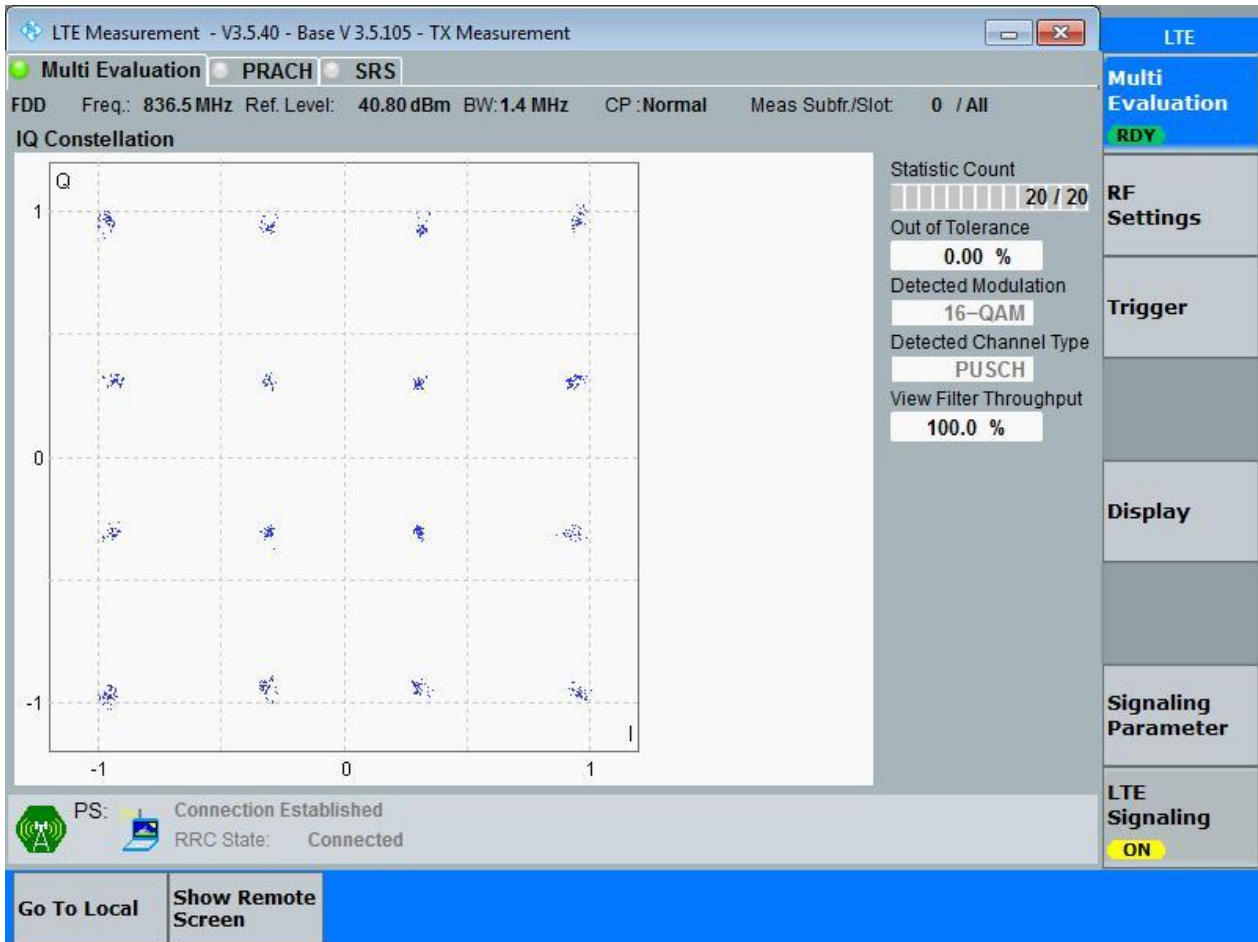 LTE Measurement - V3.5.40 - Base V 3.5.105 - TX Measurement
LTE
Multi Evaluation PRACH SRS
Multi
Evaluation
RDY
FDD Freq.: 836.5 MHz Ref. Level: 40.80 dBm BW:1.4 MHz CP :Normal Meas Subfr./Slot: 0 / All
IQ Constellation
Q
1
0
-1
I
-1 0 1
Statistic Count
20 / 20
Out of Tolerance
0.00 %
Detected Modulation
16-QAM
Detected Channel Type
PUSCH
View Filter Throughput
100.0 %
RF
Settings
Trigger
Display
Signaling
Parameter
LTE
Signaling
ON
PS: Connection Established
RRC State: Connected
Go To Local
Show Remote
Screen